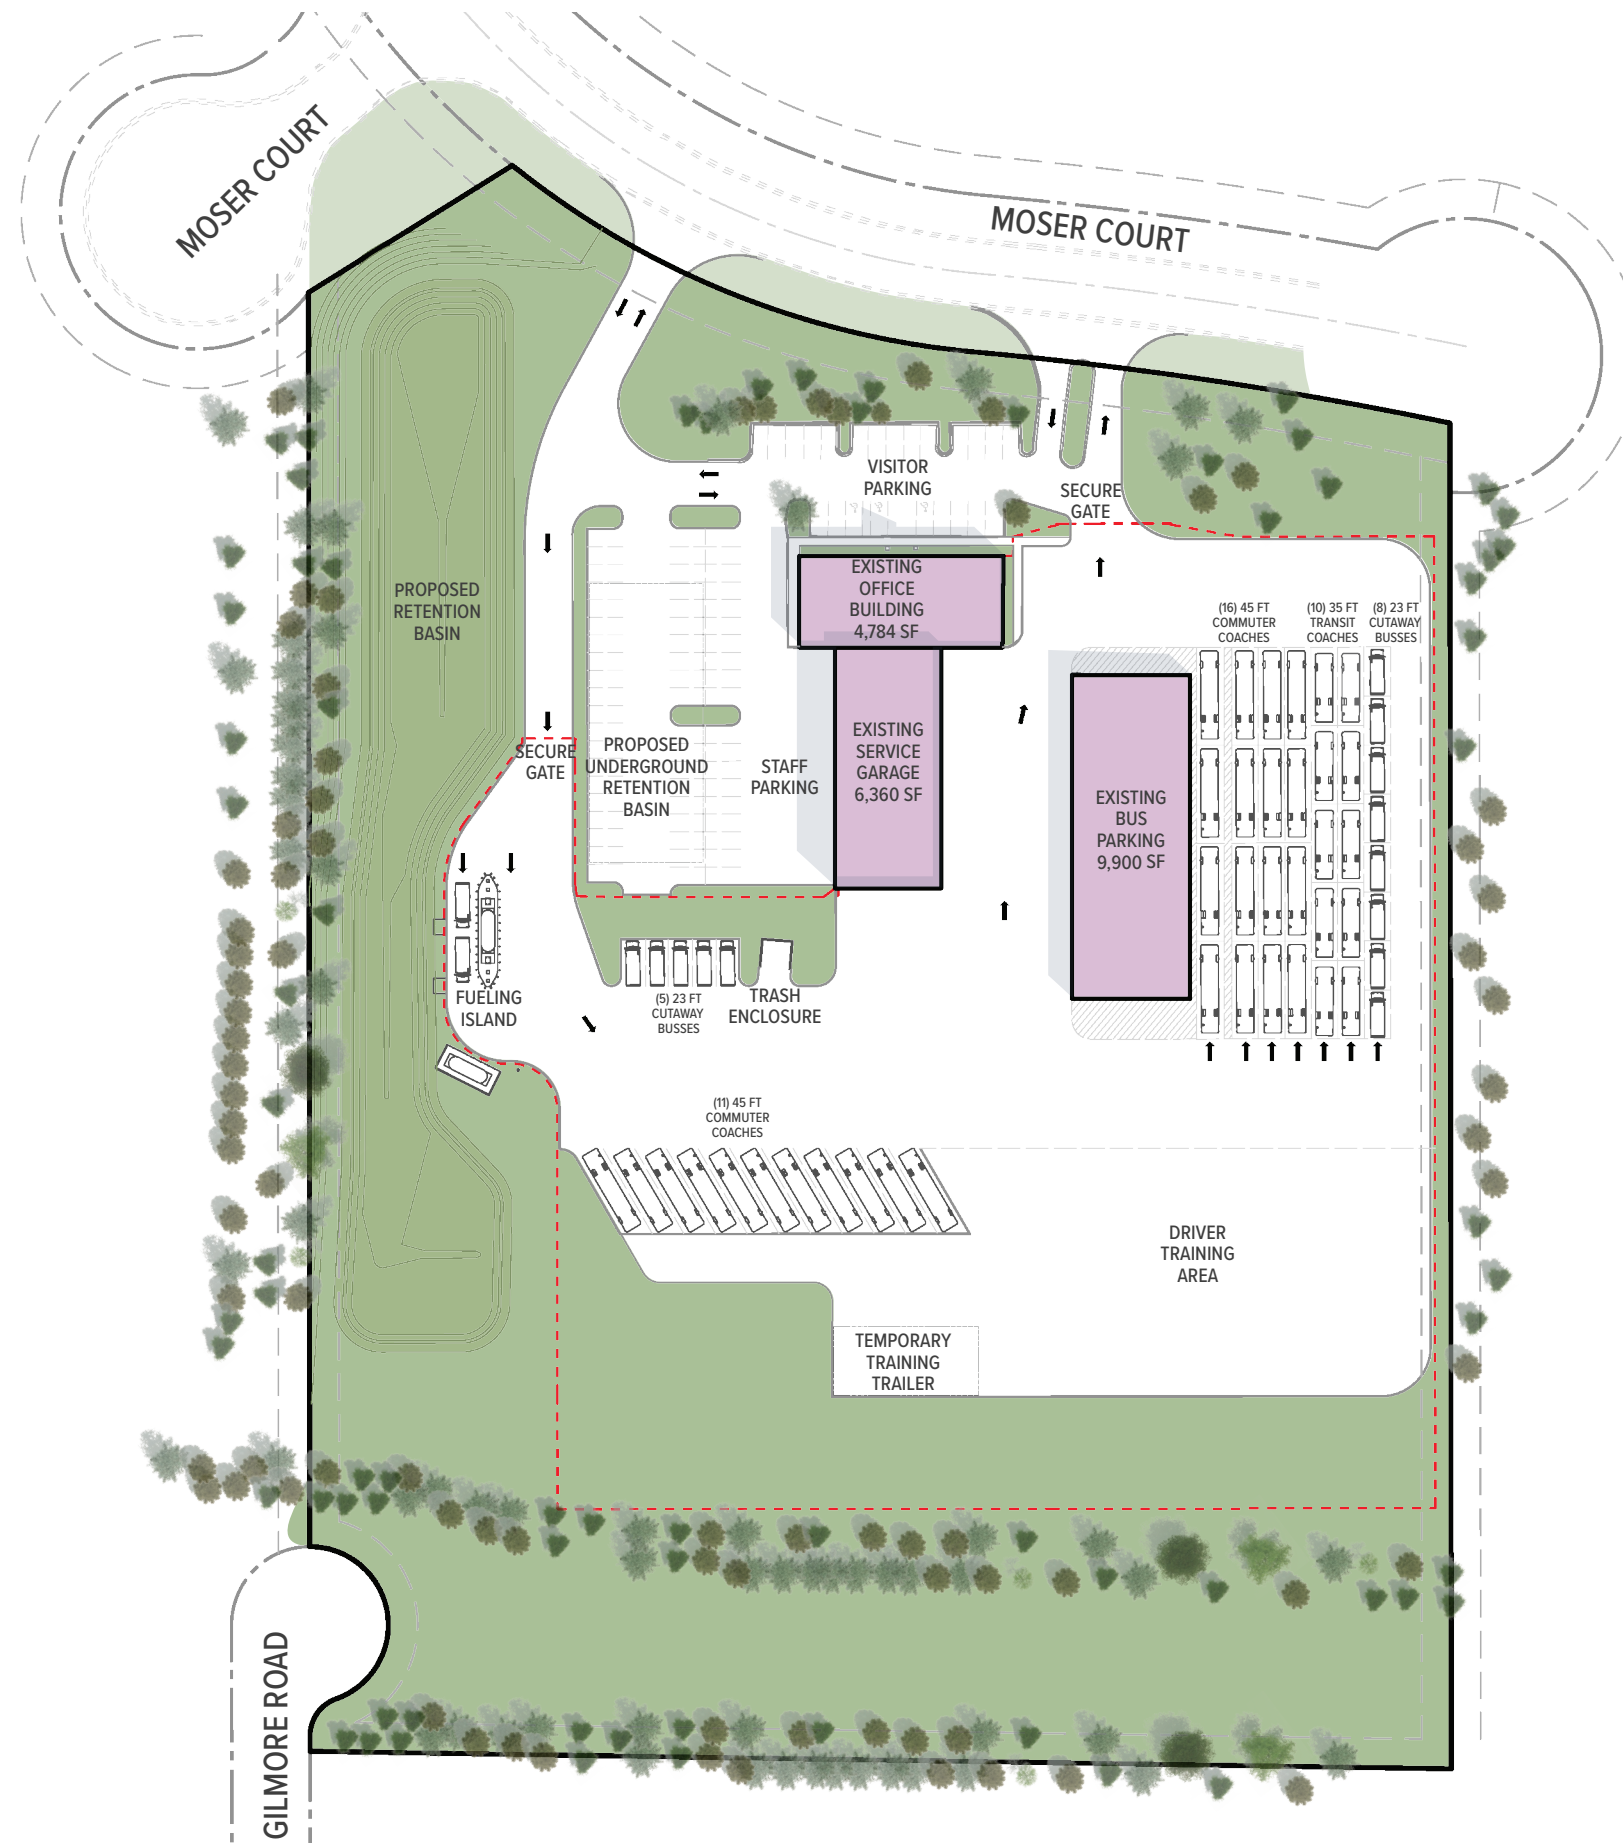 MOSER COURT
MOSER COURT
VISITOR
PARKING
SECURE
GATE
EXISTING
OFFICE
BUILDING
4,784 SF
PROPOSED
RETENTION
BASIN
(16) 45 FT
COMMUTER
COACHES
(10) 35 FT
TRANSIT
COACHES
(8) 23 FT
CUTAWAY
BUSSES
SECURE
GATE
PROPOSED
UNDERGROUND
RETENTION
BASIN
STAFF
PARKING
EXISTING
SERVICE
GARAGE
6,360 SF
EXISTING
BUS
PARKING
9,900 SF
FUELING
ISLAND
(5) 23 FT
CUTAWAY
BUSSES
TRASH
ENCLOSURE
(11) 45 FT
COMMUTER
COACHES
DRIVER
TRAINING
AREA
TEMPORARY
TRAINING
TRAILER
GILMORE ROAD